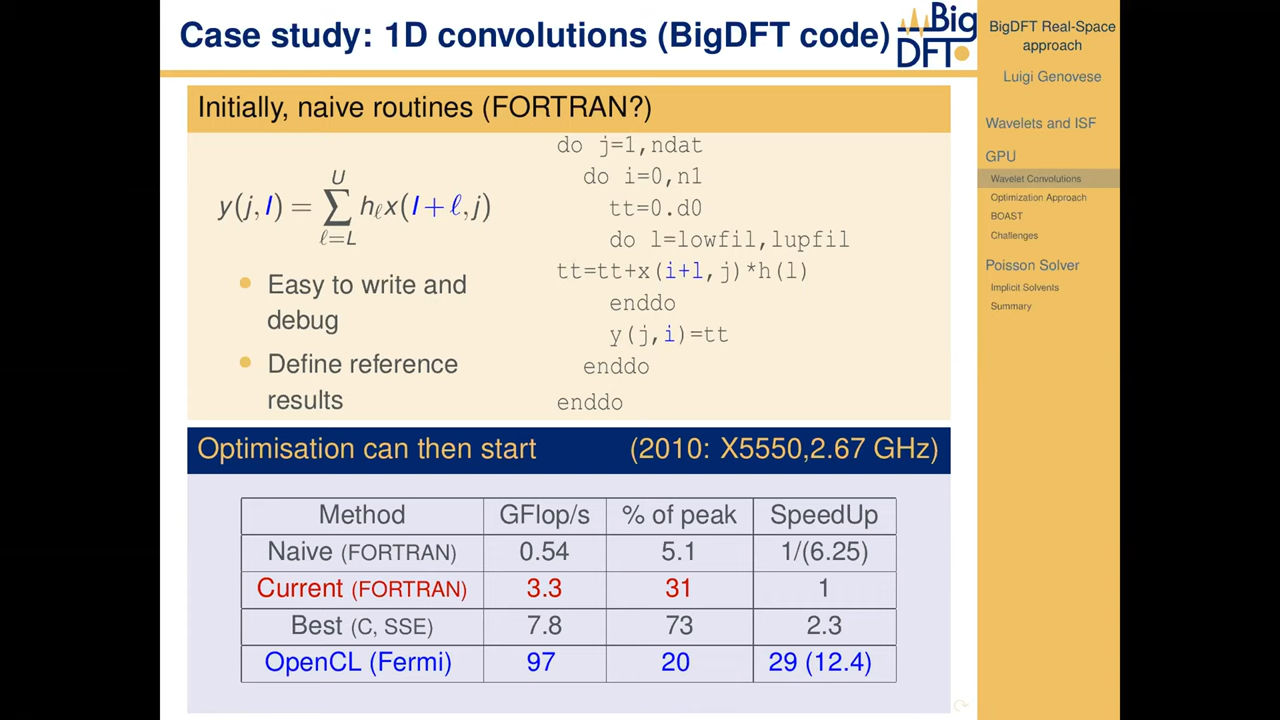 Case study: 1D convolutions (BigDFT code)
Big
DFT
Initially, naive routines (FORTRAN?)
y(j,I) = ∑_{ℓ=L}^{U} h_ℓ x(I+ℓ,j)
• Easy to write and
debug
• Define reference
results
do j=1,ndat
do i=0,n1
tt=0.d0
do l=lowfil,lupfil
tt=tt+x(i+l,j)*h(l)
enddo
y(j,i)=tt
enddo
enddo
Optimisation can then start (2010: X5550,2.67 GHz)
Method GFlop/s % of peak SpeedUp
Naive (FORTRAN) 0.54 5.1 1/(6.25)
Current (FORTRAN) 3.3 31 1
Best (C, SSE) 7.8 73 2.3
OpenCL (Fermi) 97 20 29 (12.4)
BigDFT Real-Space
approach
Luigi Genovese
Wavelets and ISF
GPU
Wavelet Convolutions
Optimization Approach
BOAST
Challenges
Poisson Solver
Implicit Solvents
Summary